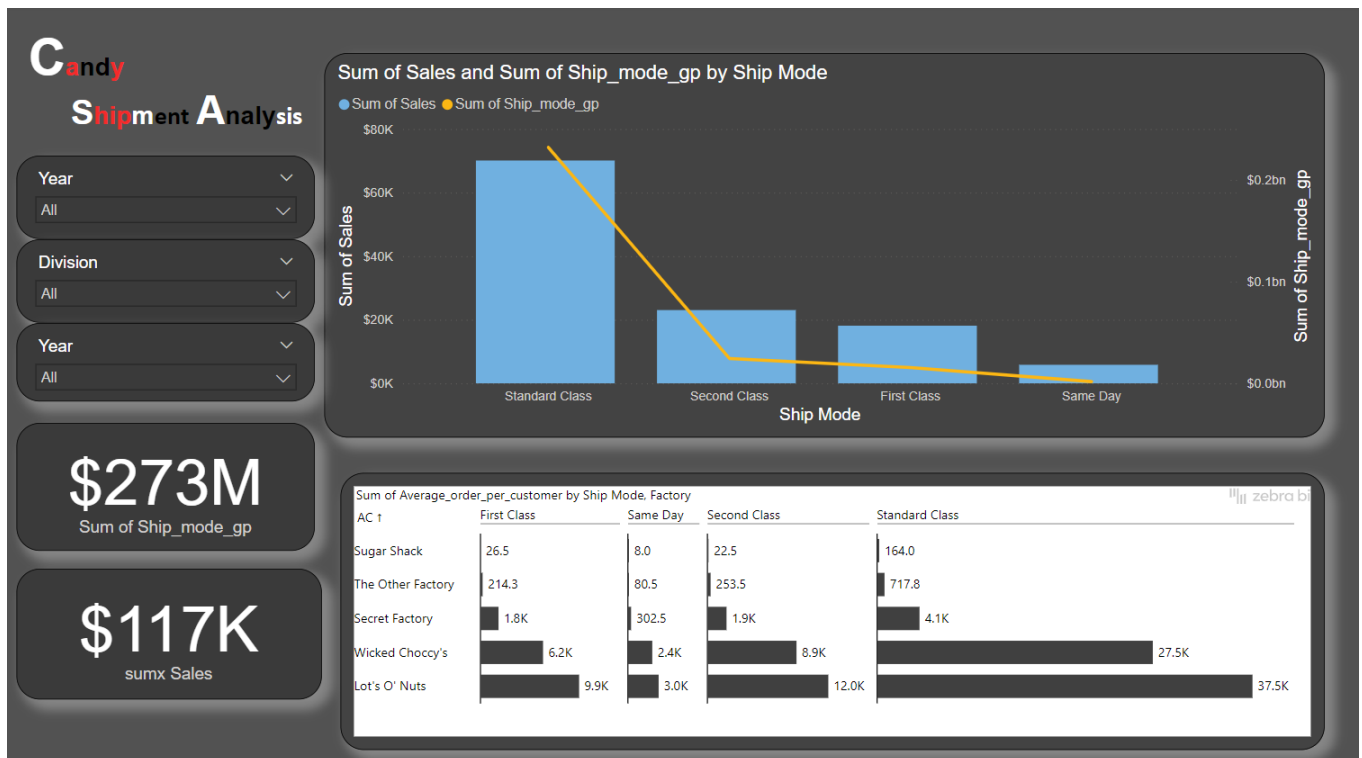 Candy
Shipment Analysis
Year
All
Division
All
Year
All
$273M
Sum of Ship_mode_gp
$117K
sumx Sales
Sum of Sales and Sum of Ship_mode_gp by Ship Mode
Sum of Sales Sum of Ship_mode_gp
$80K
$60K
$40K
$20K
$0K
Sum of Sales
$0.2bn
$0.1bn
$0.0bn
Sum of Ship_mode_gp
Standard Class Second Class First Class Same Day
Ship Mode
Sum of Average_order_per_customer by Ship Mode, Factory
zebra bi
AC ↑ First Class Same Day Second Class Standard Class
Sugar Shack 26.5 8.0 22.5 164.0
The Other Factory 214.3 80.5 253.5 717.8
Secret Factory 1.8K 302.5 1.9K 4.1K
Wicked Choccy's 6.2K 2.4K 8.9K 27.5K
Lot's O' Nuts 9.9K 3.0K 12.0K 37.5K